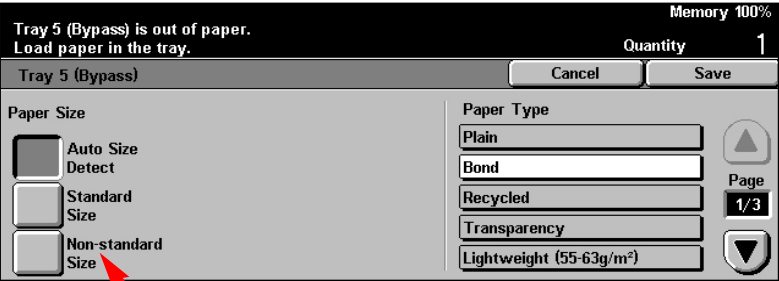 Memory 100%
Tray 5 (Bypass) is out of paper.
Load paper in the tray.
Quantity 1
Tray 5 (Bypass)
Cancel
Save
Paper Size
Auto Size
Detect
Standard
Size
Non-standard
Size
Paper Type
Plain
Bond
Recycled
Transparency
Lightweight (55-63g/m²)
Page
1/3